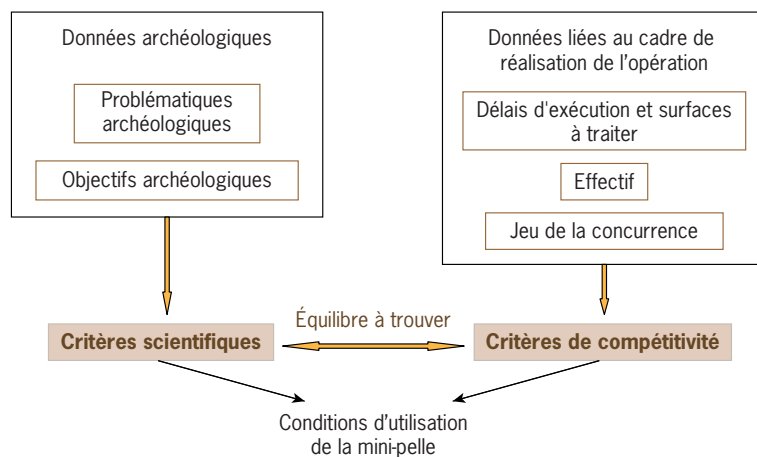 Données archéologiques
Problématiques
archéologiques
Objectifs archéologiques
Données liées au cadre de
réalisation de l'opération
Délais d'exécution et surfaces
à traiter
Effectif
Jeu de la concurrence
Équilibre à trouver
Critères scientifiques
Critères de compétitivité
Conditions d'utilisation
de la mini-pelle